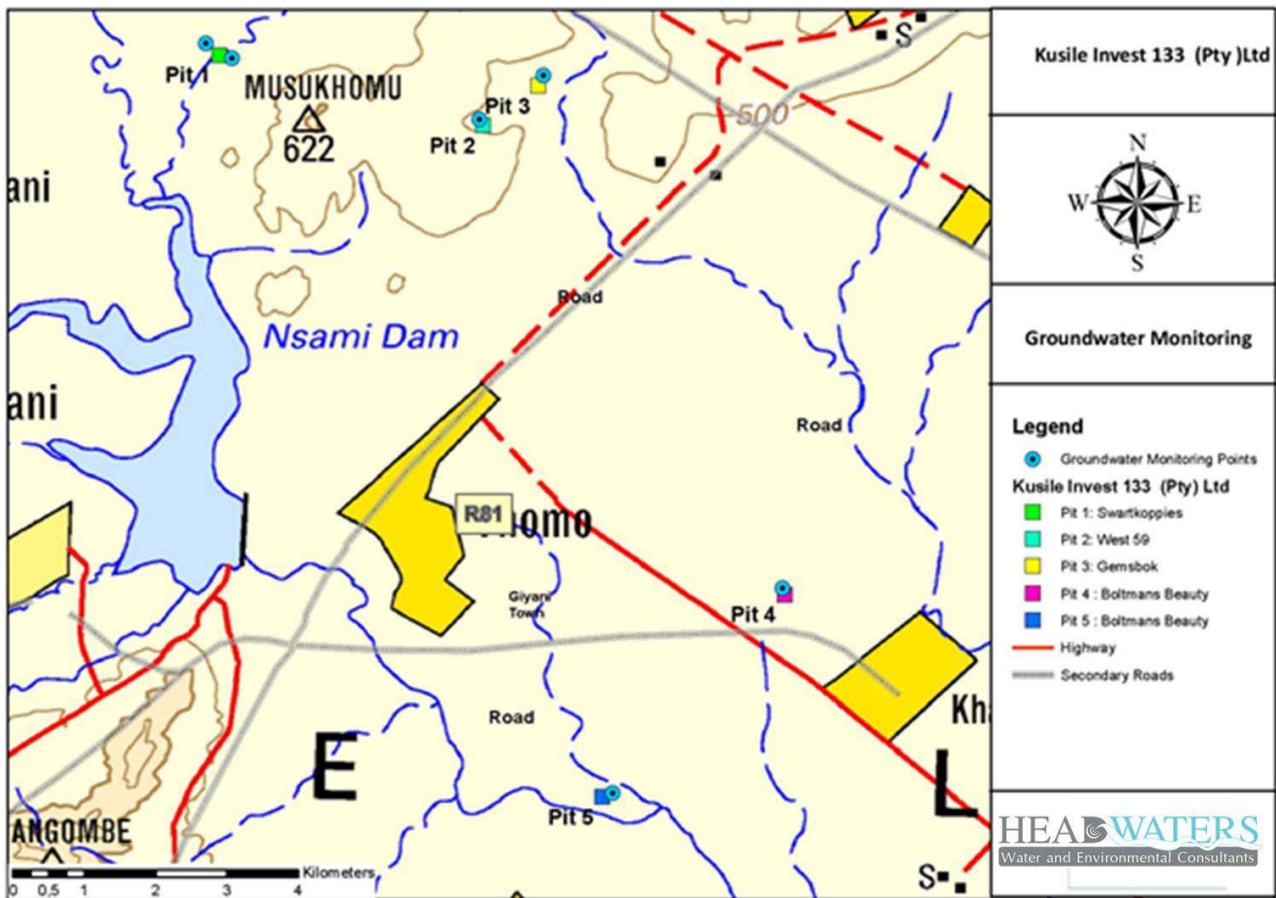 Pit 1
MUSUKHOMU
622
Pit 3
Pit 2
S
500
ani
Road
Nsami Dam
ani
Road
R81
omo
Giyani
Town
Pit 4
Road
Kha
E
L
Pit 5
ANGOMBE
S
Kilometers
0 0,5 1 2 3 4
Kusile Invest 133 (Pty )Ltd
N
W E
S
Groundwater Monitoring
Legend
Groundwater Monitoring Points
Kusile Invest 133 (Pty) Ltd
Pit 1: Swartkoppies
Pit 2: West 59
Pit 3: Gemsbok
Pit 4 : Boltmans Beauty
Pit 5 : Boltmans Beauty
Highway
Secondary Roads
HEADWATERS
Water and Environmental Consultants